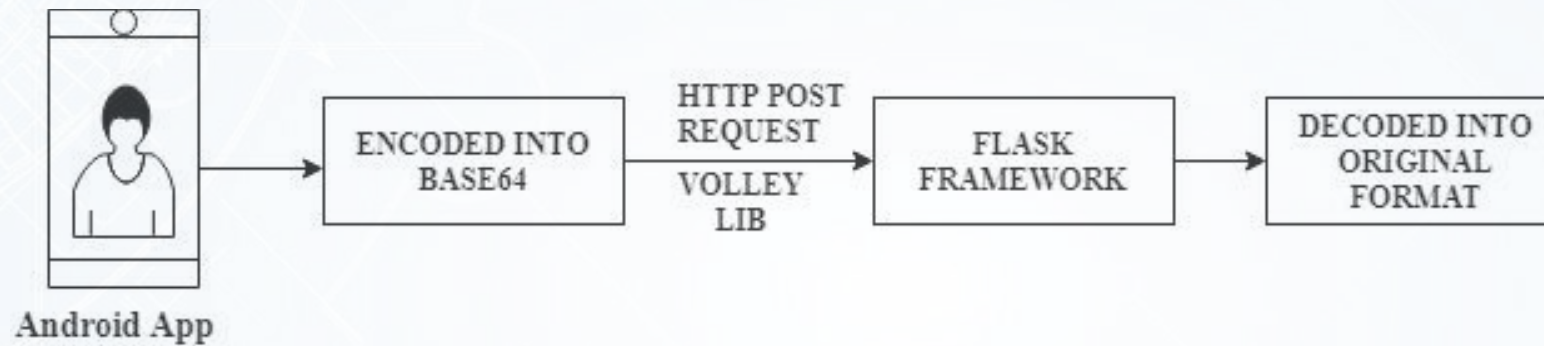 Android App
ENCODED INTO
BASE64
HTTP POST
REQUEST
VOLLEY
LIB
FLASK
FRAMEWORK
DECODED INTO
ORIGINAL
FORMAT